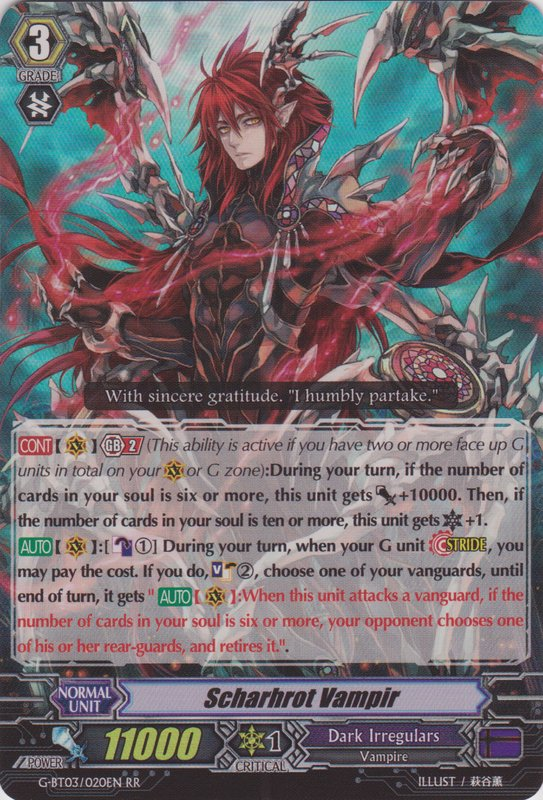 3
GRADE
With sincere gratitude. "I humbly partake."
CONT【 V 】 GB 2 (This ability is active if you have two or more face up G
units in total on your V or G zone):During your turn, if the number of
cards in your soul is six or more, this unit gets +10000. Then, if
the number of cards in your soul is ten or more, this unit gets +1.
AUTO【 V 】:[ ①] During your turn, when your G unit STRIDE, you
may pay the cost. If you do, V ②, choose one of your vanguards, until
end of turn, it gets " AUTO【 V 】:When this unit attacks a vanguard, if the
number of cards in your soul is six or more, your opponent chooses one
of his or her rear-guards, and retires it.".
NORMAL
UNIT
Scharhrot Vampir
POWER
11000
1
CRITICAL
Dark Irregulars
Vampire
G-BT03/020EN RR
ILLUST / 萩谷薫